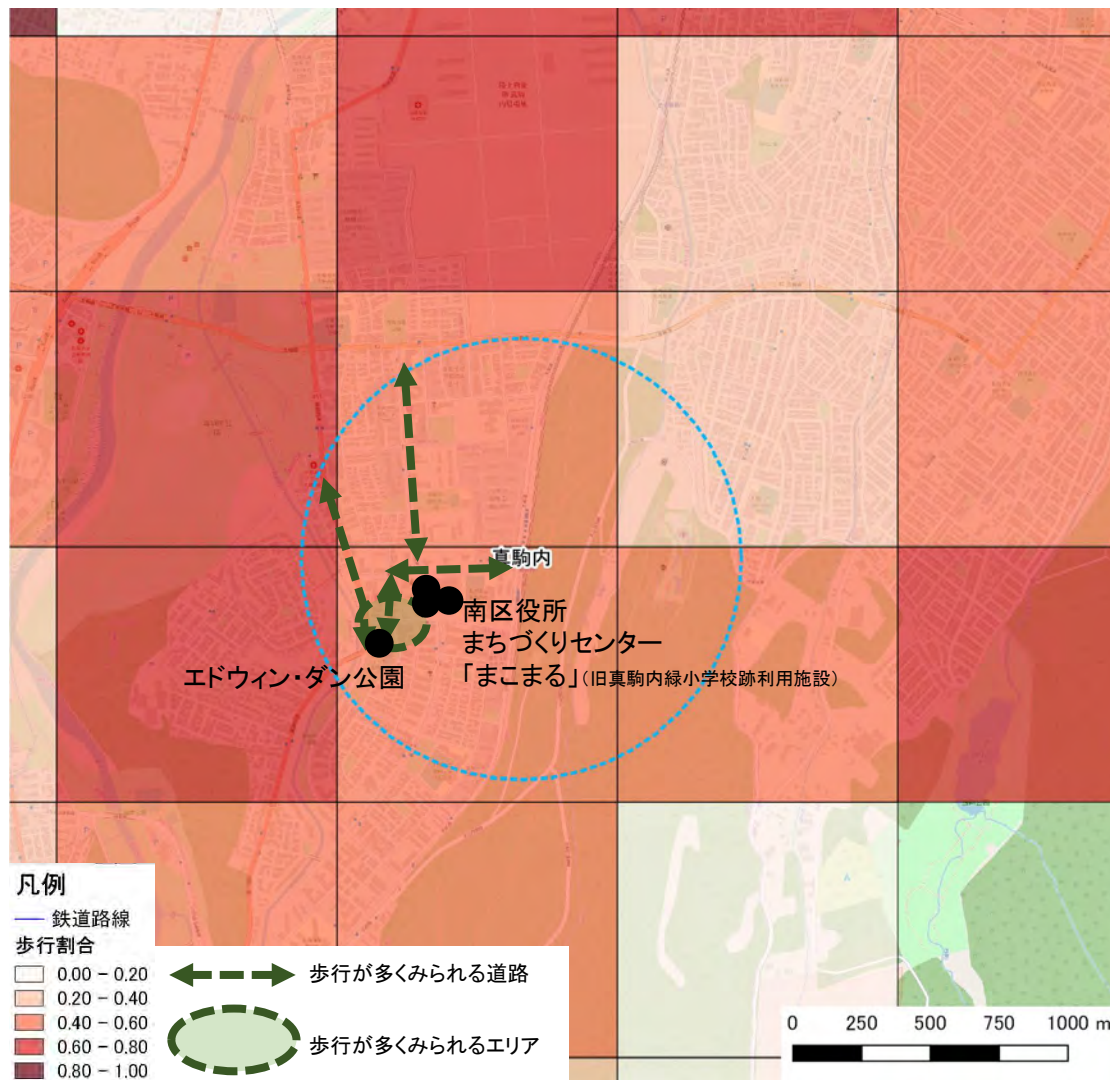 真駒内
南区役所
まちづくりセンター
「まこまる」(旧真駒内緑小学校跡利用施設)
エドウィン・ダン公園
凡例
鉄道路線
歩行割合
0.00 - 0.20
0.20 - 0.40
0.40 - 0.60
0.60 - 0.80
0.80 - 1.00
歩行が多くみられる道路
歩行が多くみられるエリア
0 250 500 750 1000 m